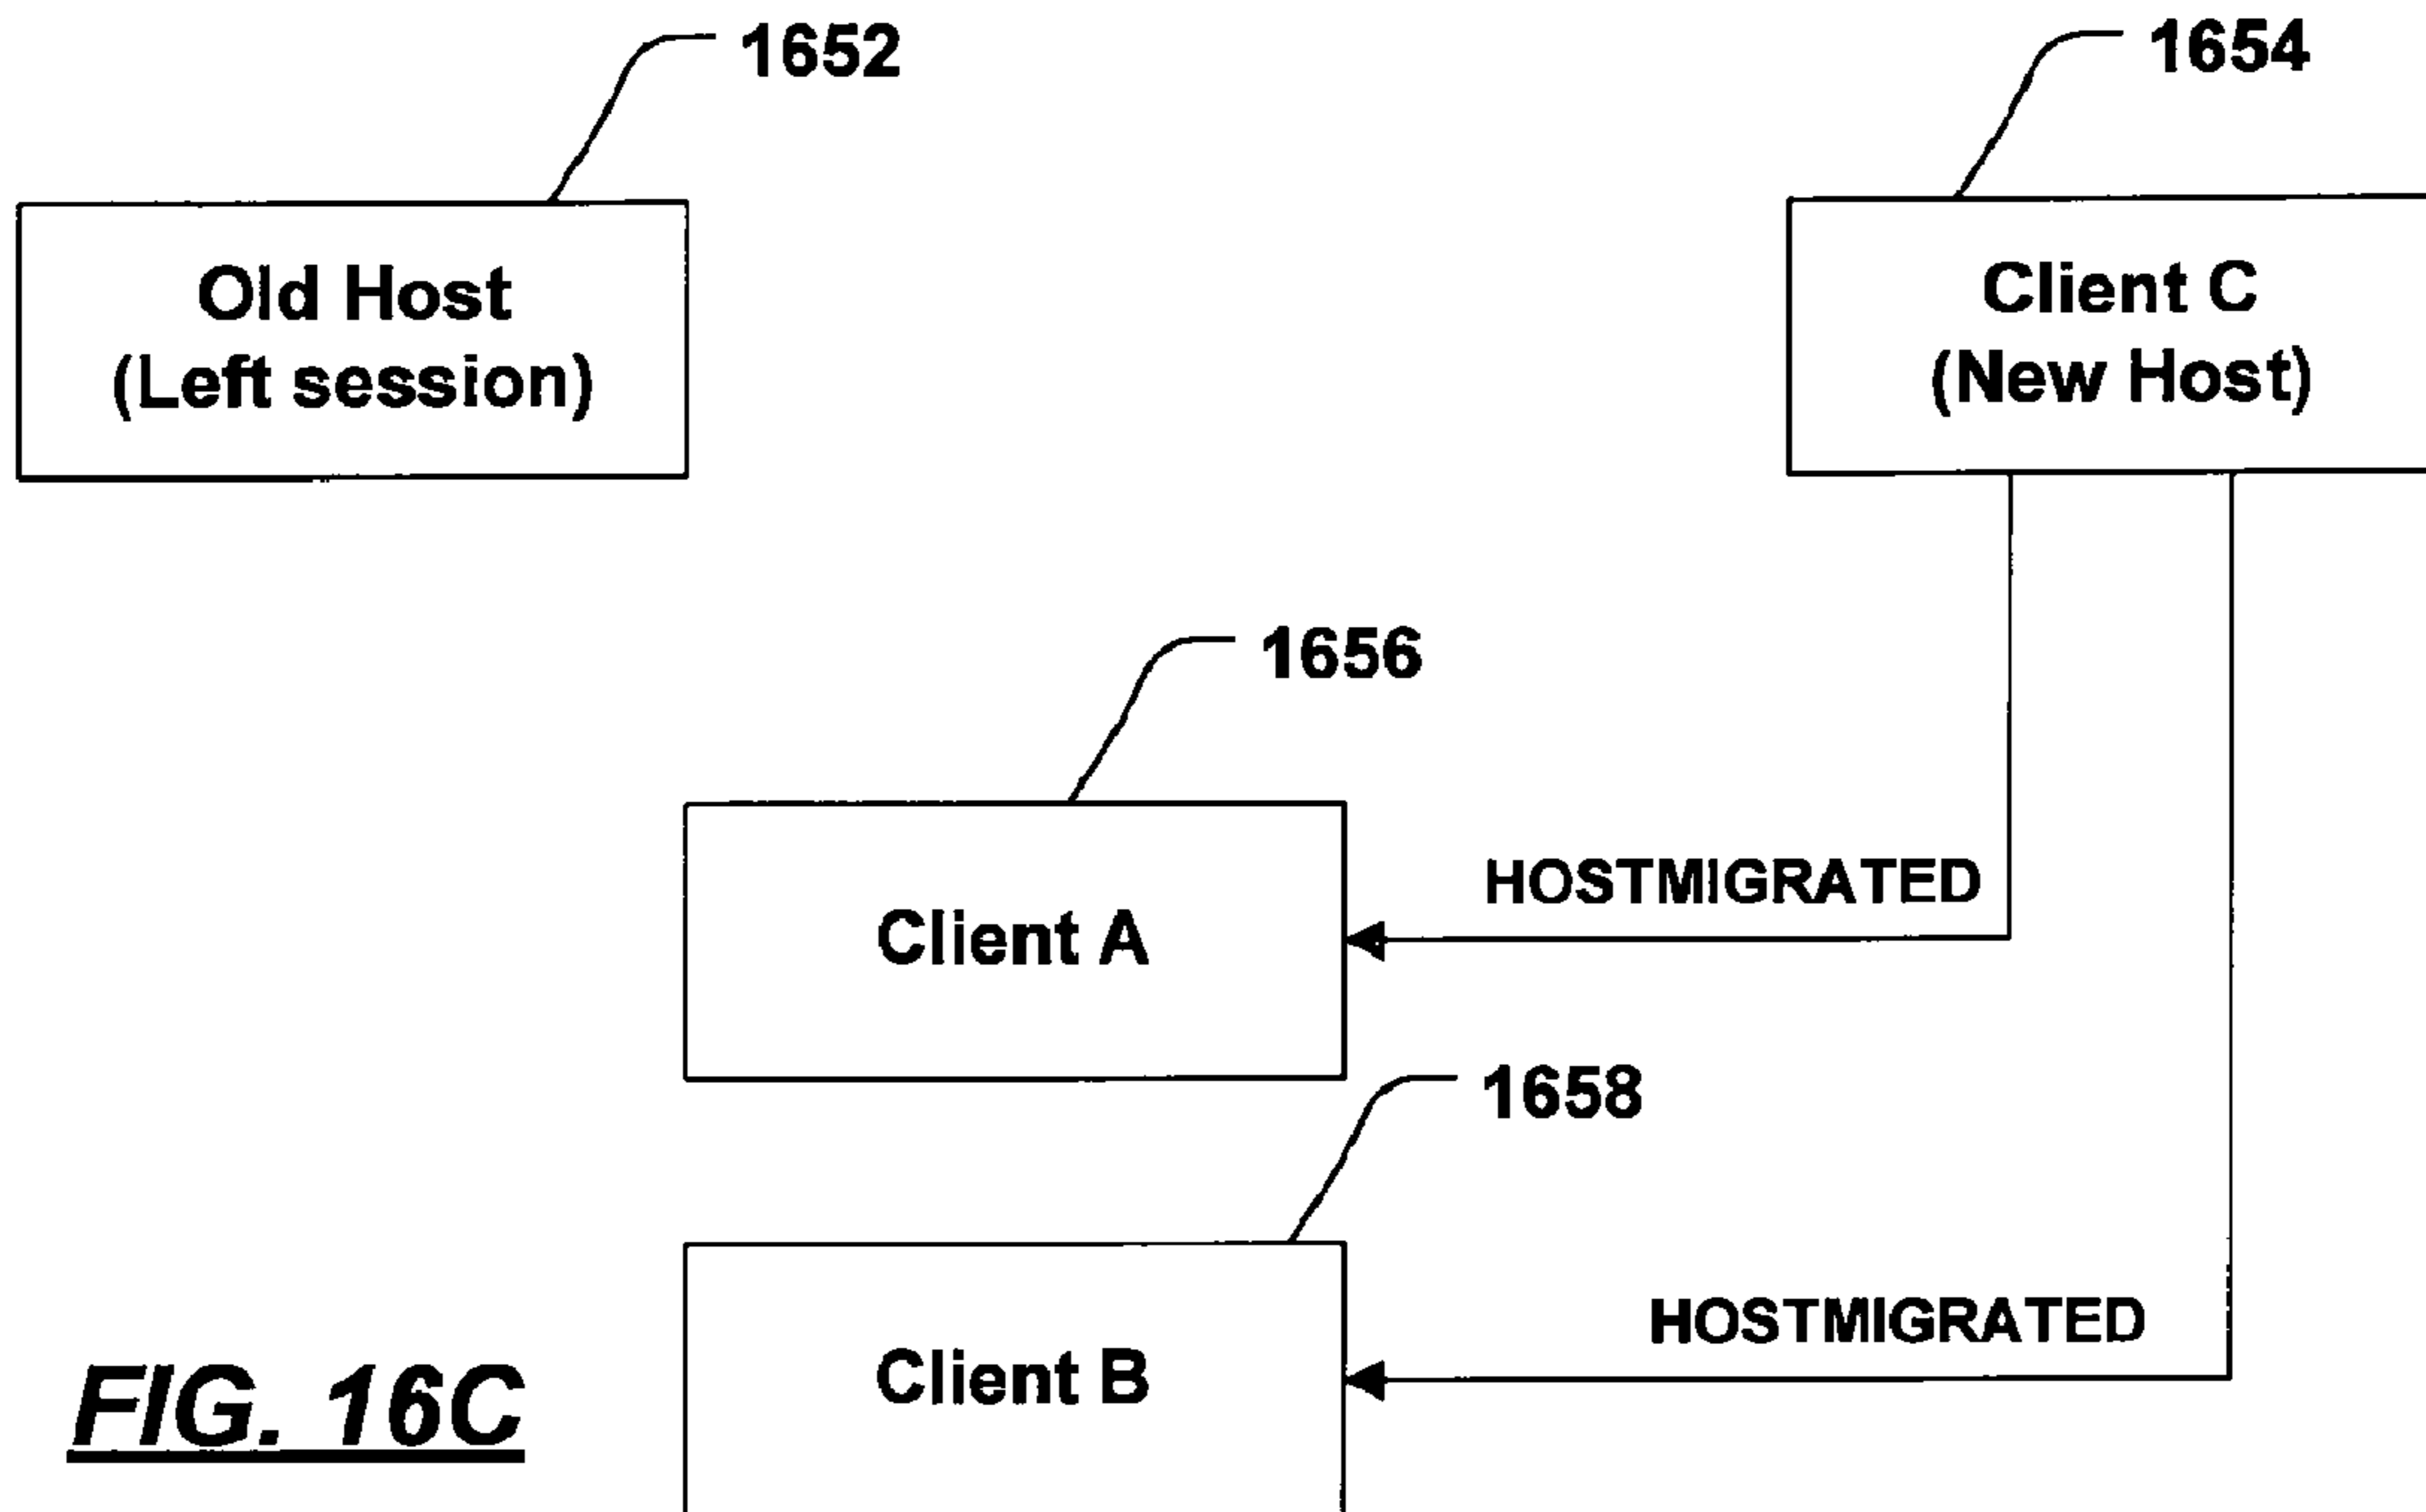 1652
1654
Old Host
(Left session)
Client C
(New Host)
1656
HOSTMIGRATED
Client A
1658
HOSTMIGRATED
Client B
FIG. 16C